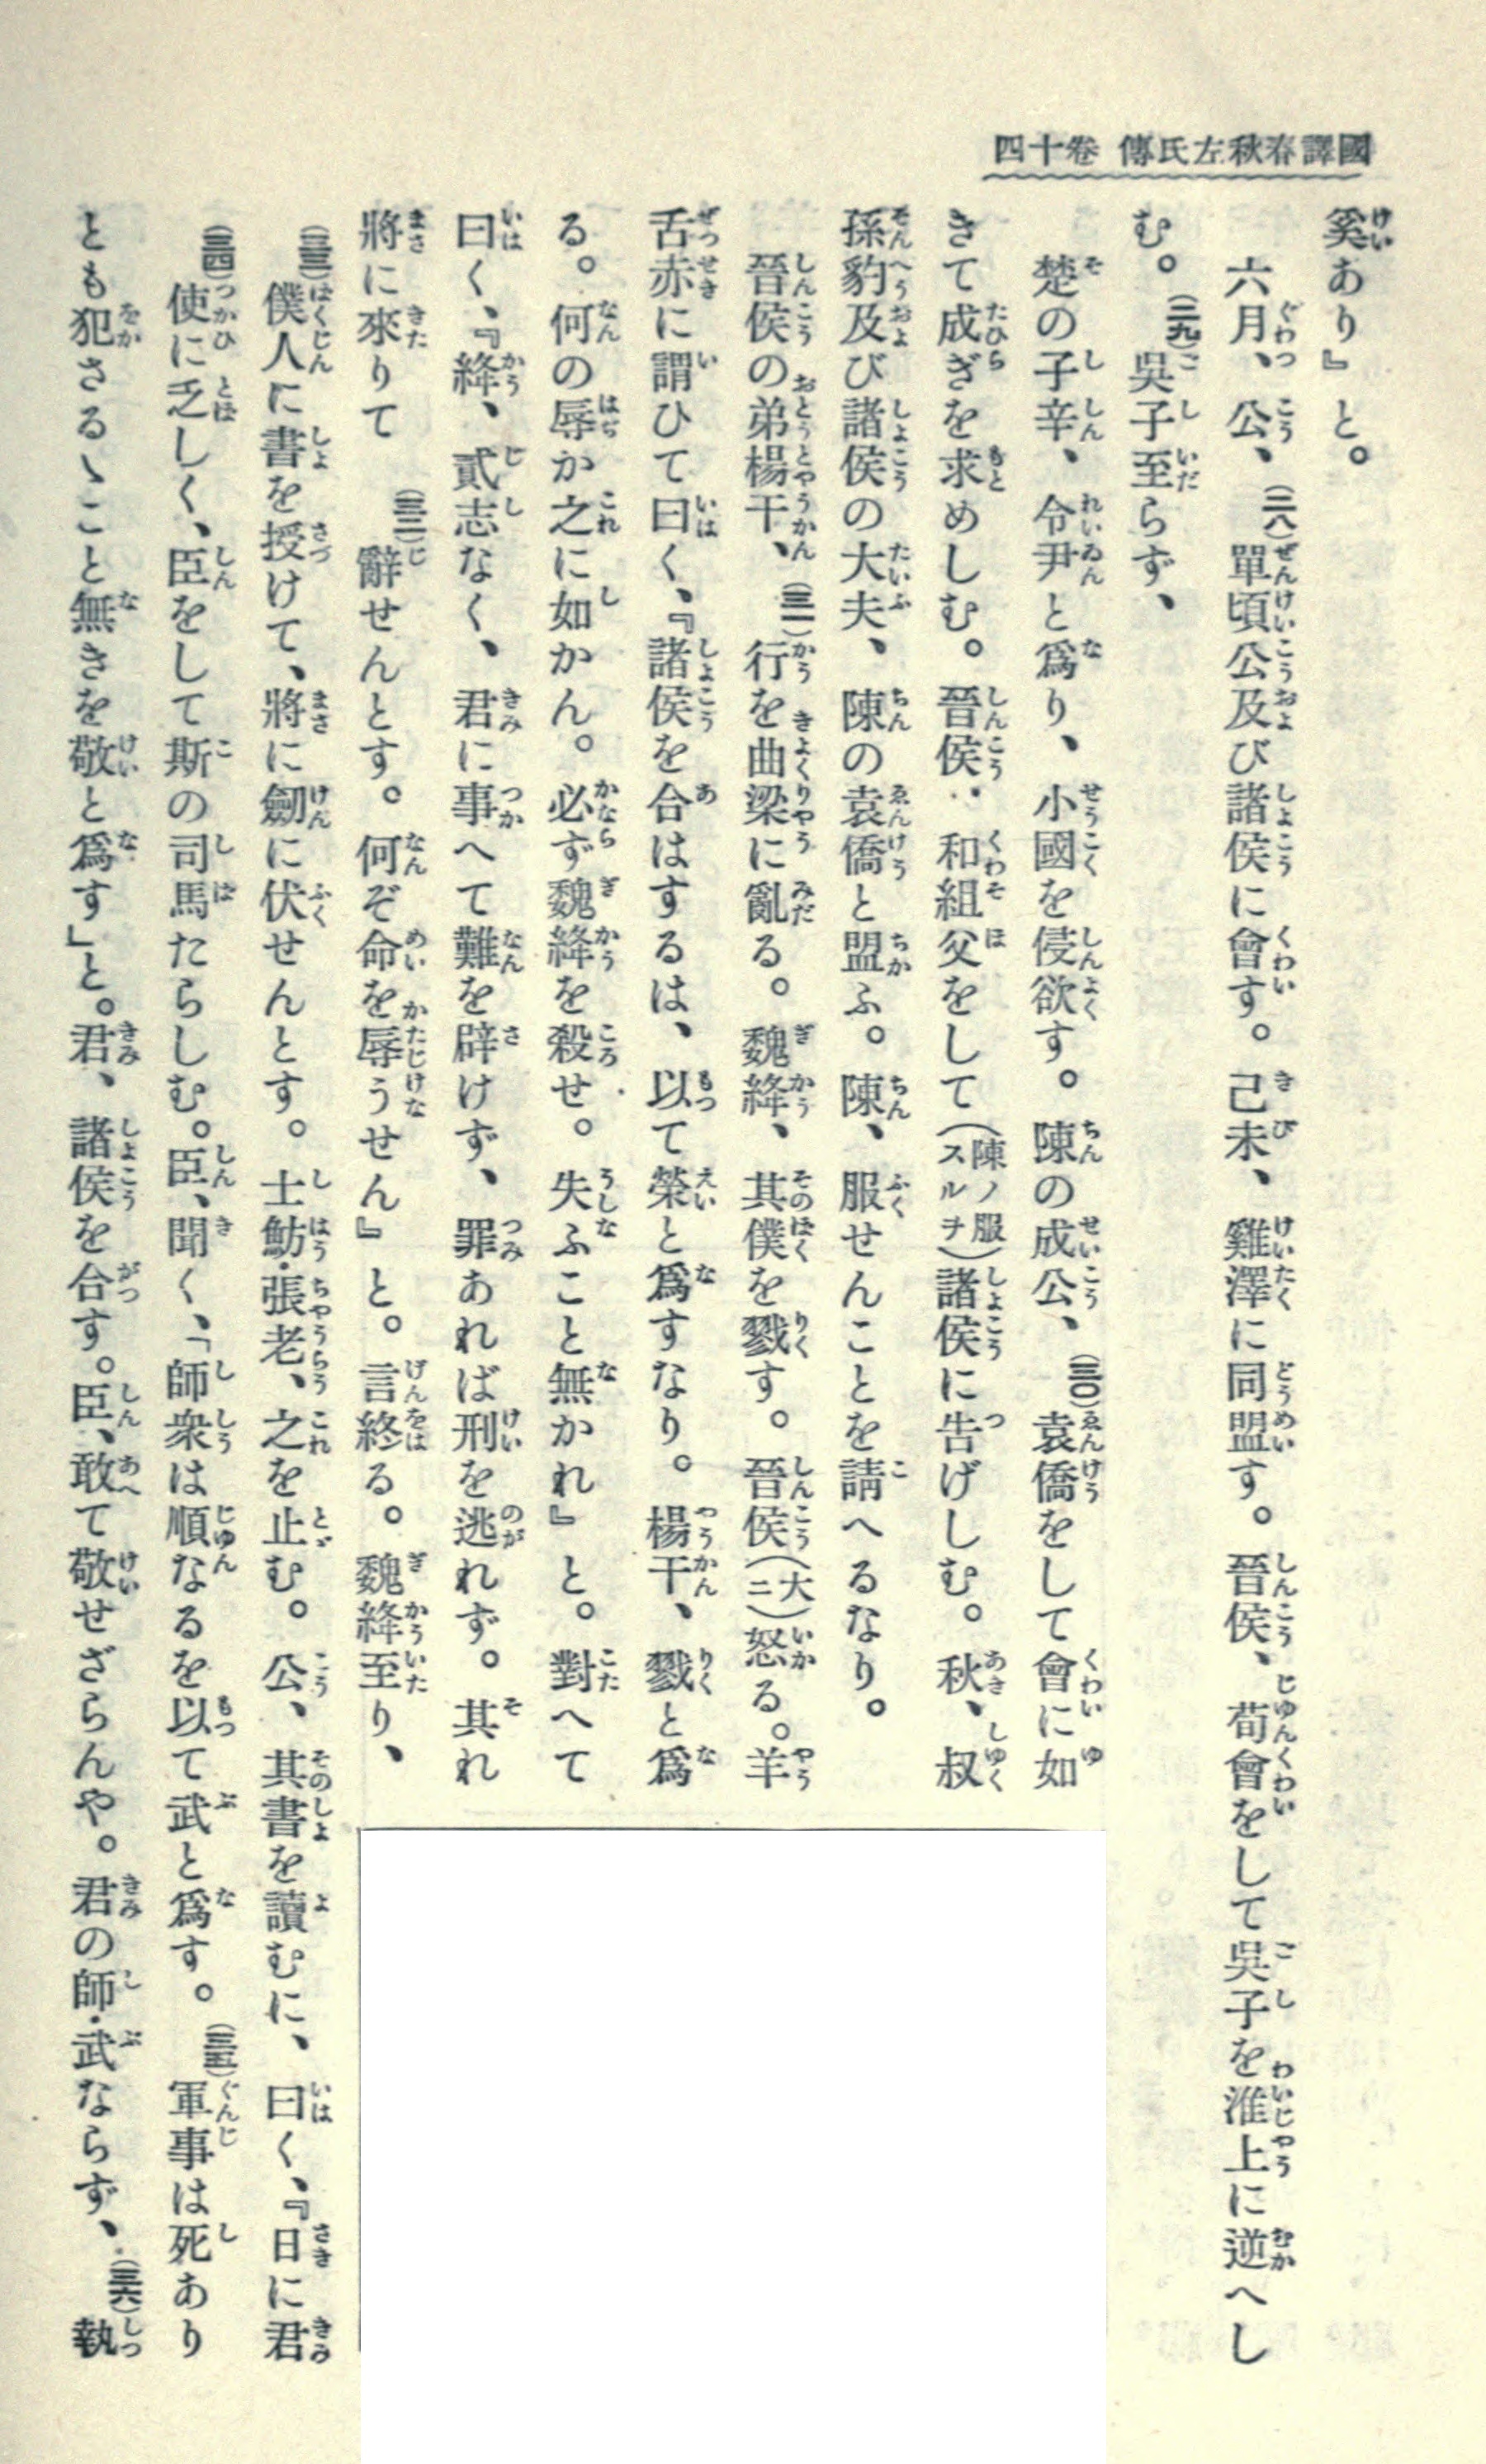 國譯春秋左氏傳 卷十四
奚あり』と。
六月、公、(二八)單頃公及び諸侯に會す。己未、雞澤に同盟す。晉侯、荀會をして吳子を淮上に逆へし
む。(二九)吳子至らず、
楚の子辛、令尹と爲り、小國を侵欲す。陳の成公、(三〇)袁僑をして會に如
きて成ぎを求めしむ。晉侯・和組父をして(陳ノ服スルヲ)諸侯に告げしむ。秋、叔
孫豹及び諸侯の大夫、陳の袁僑と盟ふ。陳、服せんことを請へるなり。
晉侯の弟楊干、(三一)行を曲梁に亂る。魏絳、其僕を戮す。晉侯(大ニ)怒る。羊
舌赤に謂ひて曰く、『諸侯を合はするは、以て榮と爲すなり。楊干、戮と爲
る。何の辱か之に如かん。必ず魏絳を殺せ。失ふこと無かれ』と。對へて
曰く、『絳、貳志なく、君に事へて難を辟けず、罪あれば刑を逃れず。其れ
將に來りて(三二)辭せんとす。何ぞ命を辱うせん』と。言終る。魏絳至り、
(三三)僕人に書を授けて、將に劒に伏せんとす。士魴・張老、之を止む。公、其書を讀むに、曰く、『日に君
(三四)使に乏しく、臣をして斯の司馬たらしむ。臣、聞く、「師衆は順なるを以て武と爲す。(三五)軍事は死あり
とも犯さるゝこと無きを敬と爲す」と。君、諸侯を合す。臣、敢て敬せざらんや。君の師・武ならず、(三六)執